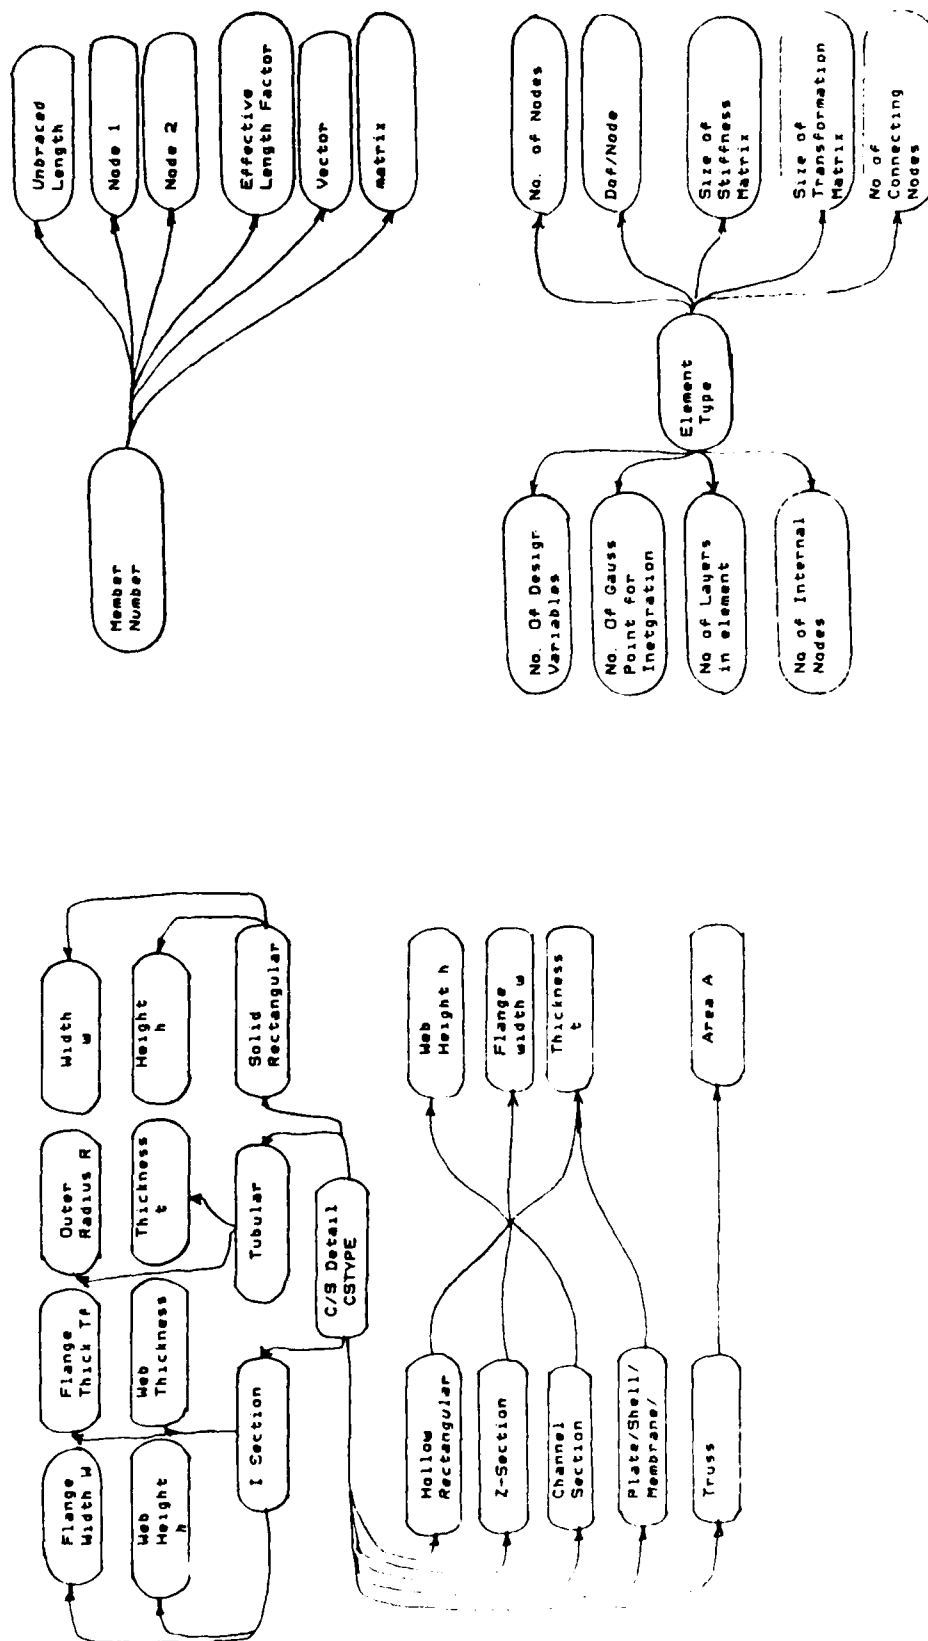 Flange
Width W
Flange
Thick Tf
Outer
Radius R
Width
w
Web
Height
h
Web
Thickness
Thickness
t
Height
h
I Section
Tubular
Solid
Rectangular
C/S Detail
CSTYPE
Hollow
Rectangular
Z-Section
Channel
Section
Plate/Shell/
Membrane/
Truss
Web
Height h
Flange
width w
Thickness
t
Area A
Member
Number
Unbraced
Length
Node 1
Node 2
Effective
Length Factor
Vector
matrix
No. Of Design
Variables
No. Of Gauss
Point for
Inetgration
No of Layers
in element
No of Internal
Nodes
Element
Type
No. of Nodes
Dof/Node
Size of
Stiffness
Matrix
Size of
Transformation
Matrix
No of
Connecting
Nodes